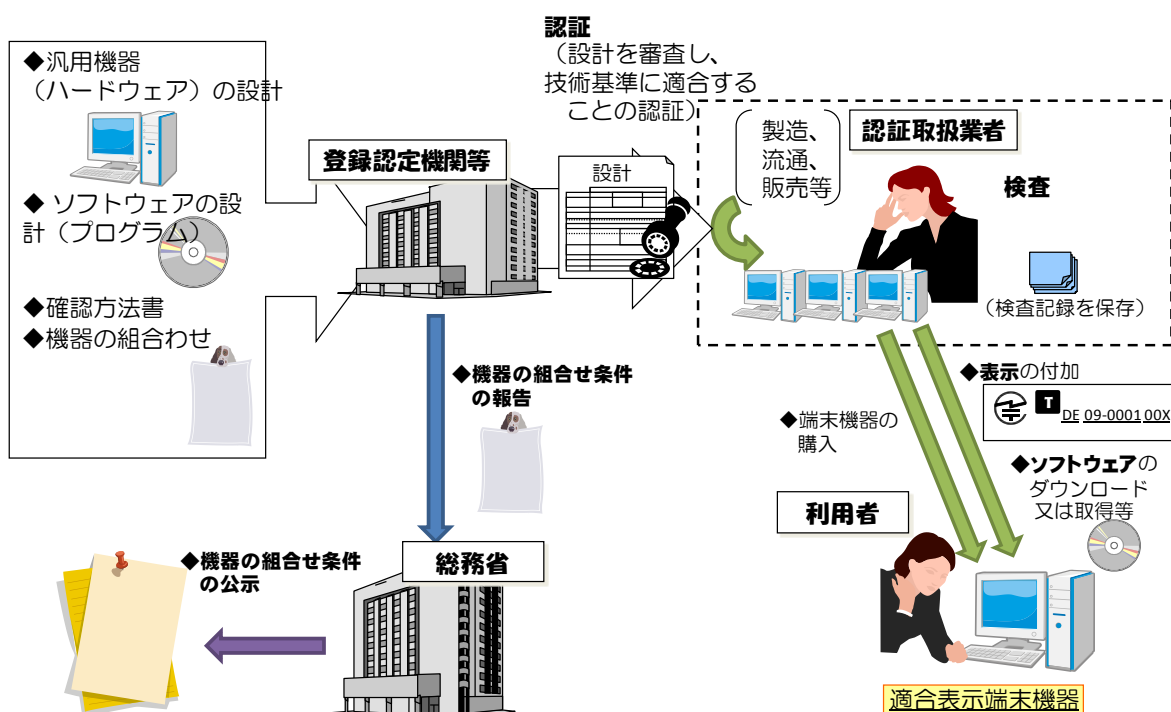 ◆汎用機器
（ハードウェア）の設計
◆ ソフトウェアの設
計（プログラム）
◆確認方法書
◆機器の組合わせ
登録認定機関等
認証
（設計を審査し、
技術基準に適合する
ことの認証）
設計
製造、
流通、
販売等
認証取扱業者
検査
（検査記録を保存）
◆機器の組合せ条件
の報告
◆表示の付加
T
DE 09-0001 00X
◆端末機器の
購入
◆ソフトウェアの
ダウンロード
又は取得等
利用者
総務省
◆機器の組合せ条件
の公示
適合表示端末機器